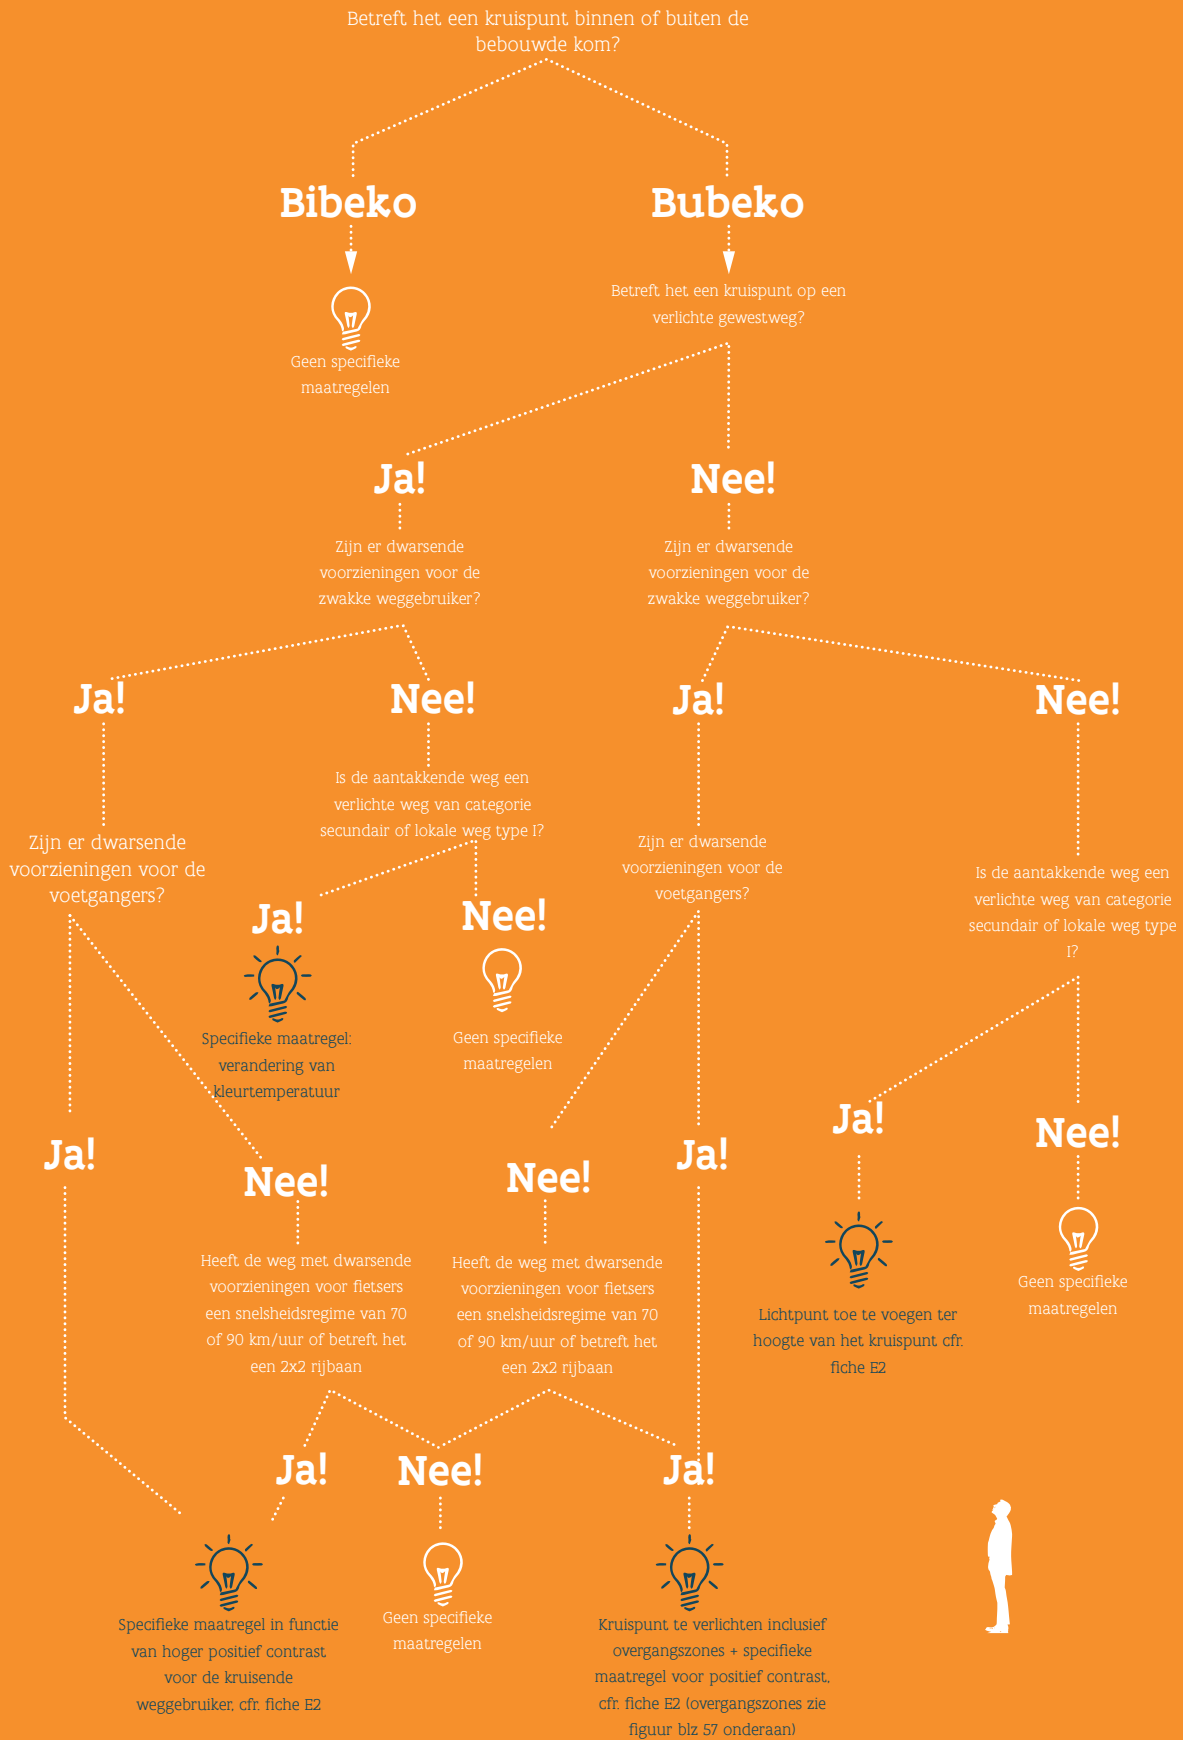 Betreft het een kruispunt binnen of buiten de
bebouwde kom?
Bibeko
Bubeko
Geen specifieke
maatregelen
Betreft het een kruispunt op een
verlichte gewestweg?
Ja!
Nee!
Zijn er dwarsende
voorzieningen voor de
zwakke weggebruiker?
Zijn er dwarsende
voorzieningen voor de
zwakke weggebruiker?
Ja!
Nee!
Ja!
Nee!
Zijn er dwarsende
voorzieningen voor de
voetgangers?
Is de aantakkende weg een
verlichte weg van categorie
secundair of lokale weg type I?
Zijn er dwarsende
voorzieningen voor de
voetgangers?
Is de aantakkende weg een
verlichte weg van categorie
secundair of lokale weg type
I?
Ja!
Nee!
Specifieke maatregel:
verandering van
kleurtemperatuur
Geen specifieke
maatregelen
Ja!
Nee!
Nee!
Ja!
Ja!
Nee!
Heeft de weg met dwarsende
voorzieningen voor fietsers
een snelsheidsregime van 70
of 90 km/uur of betreft het
een 2x2 rijbaan
Heeft de weg met dwarsende
voorzieningen voor fietsers
een snelsheidsregime van 70
of 90 km/uur of betreft het
een 2x2 rijbaan
Lichtpunt toe te voegen ter
hoogte van het kruispunt cfr.
fiche E2
Geen specifieke
maatregelen
Ja!
Nee!
Ja!
Specifieke maatregel in functie
van hoger positief contrast
voor de kruisende
weggebruiker, cfr. fiche E2
Geen specifieke
maatregelen
Kruispunt te verlichten inclusief
overgangszones + specifieke
maatregel voor positief contrast,
cfr. fiche E2 (overgangszones zie
figuur blz 57 onderaan)